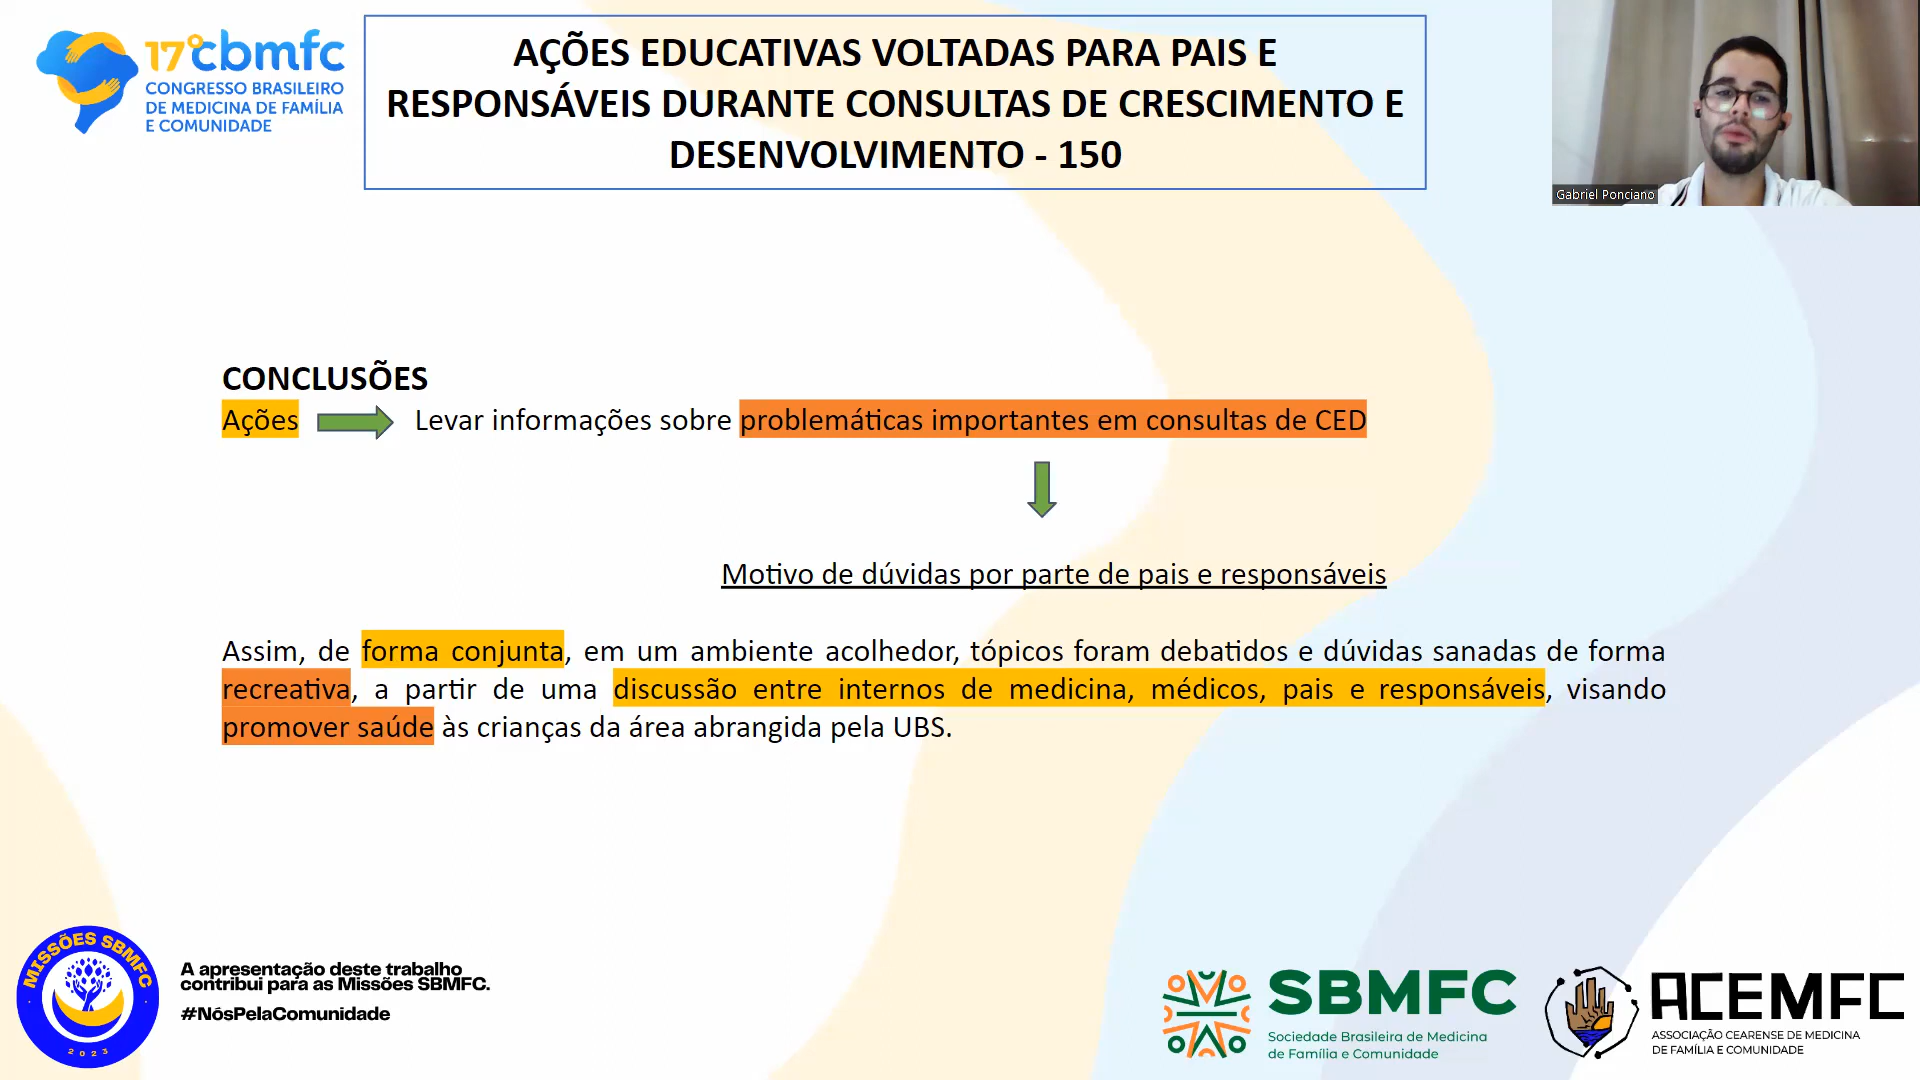 17º cbmfc
CONGRESSO BRASILEIRO
DE MEDICINA DE FAMÍLIA
E COMUNIDADE
AÇÕES EDUCATIVAS VOLTADAS PARA PAIS E
RESPONSÁVEIS DURANTE CONSULTAS DE CRESCIMENTO E
DESENVOLVIMENTO - 150
Gabriel Ponciano
CONCLUSÕES
Ações Levar informações sobre problemáticas importantes em consultas de CED
Motivo de dúvidas por parte de pais e responsáveis
Assim, de forma conjunta, em um ambiente acolhedor, tópicos foram debatidos e dúvidas sanadas de forma
recreativa, a partir de uma discussão entre internos de medicina, médicos, pais e responsáveis, visando
promover saúde às crianças da área abrangida pela UBS.
MISSÕES SBMFC
2023
A apresentação deste trabalho
contribui para as Missões SBMFC.
#NósPelaComunidade
SBMFC
Sociedade Brasileira de Medicina
de Família e Comunidade
ACEMFC
ASSOCIAÇÃO CEARENSE DE MEDICINA
DE FAMÍLIA E COMUNIDADE